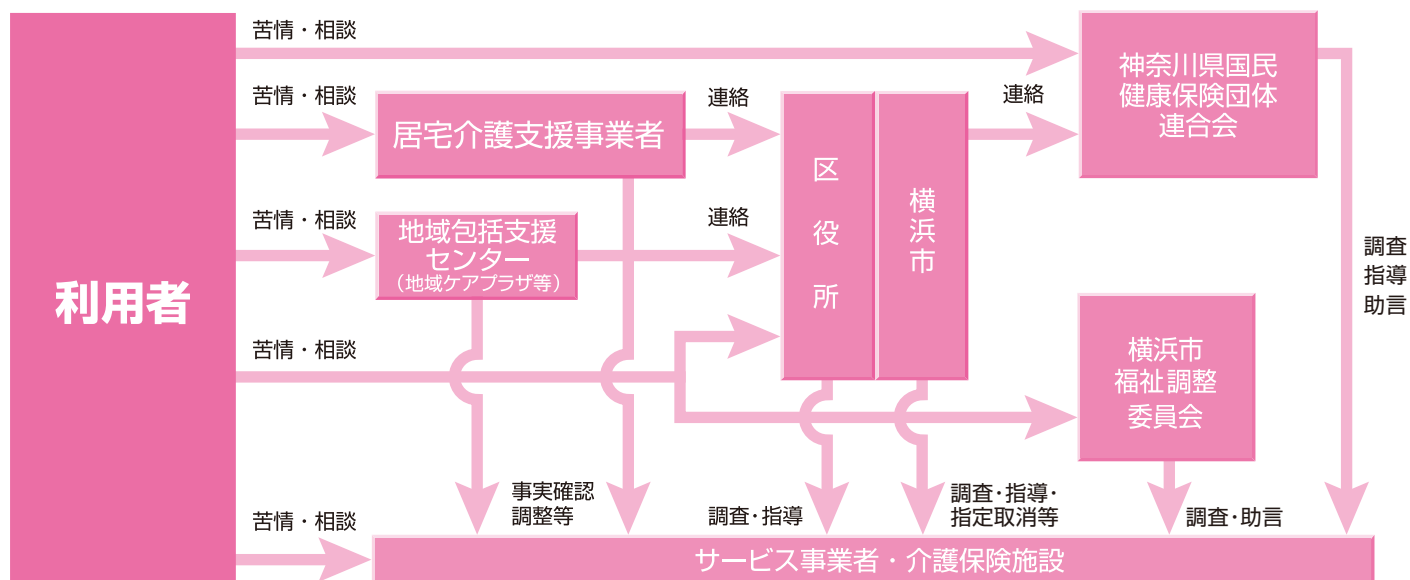 利用者
苦情・相談
苦情・相談
苦情・相談
苦情・相談
苦情・相談
居宅介護支援事業者
地域包括支援
センター
（地域ケアプラザ等）
連絡
連絡
区役所
横浜市
連絡
神奈川県国民
健康保険団体
連合会
横浜市
福祉調整
委員会
調査
指導
助言
事実確認
調整等
調査・指導
調査・指導・
指定取消等
調査・助言
サービス事業者・介護保険施設